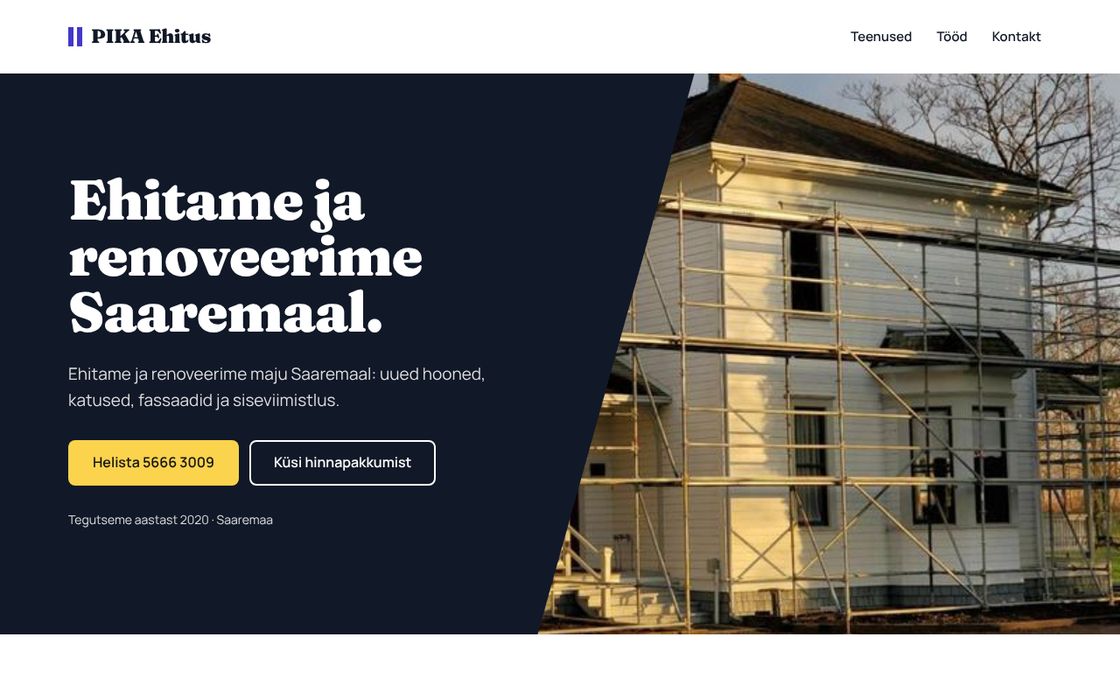 PIKA Ehitus
Teenused Tööd Kontakt
Ehitame ja
renoveerime
Saaremaal.
Ehitame ja renoveerime maju Saaremaal: uued hooned,
katused, fassaadid ja siseviimistlus.
Helista 5666 3009 Küsi hinnapakkumist
Tegutseme aastast 2020 · Saaremaa